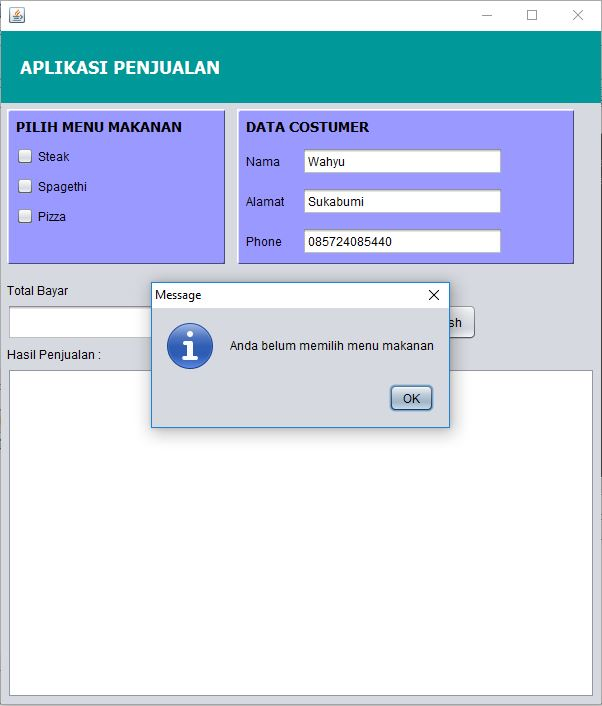 APLIKASI PENJUALAN
PILIH MENU MAKANAN
Steak
Spagethi
Pizza
DATA COSTUMER
Nama Wahyu
Alamat Sukabumi
Phone 085724085440
Total Bayar
Message
Anda belum memilih menu makanan
OK
Hasil Penjualan :